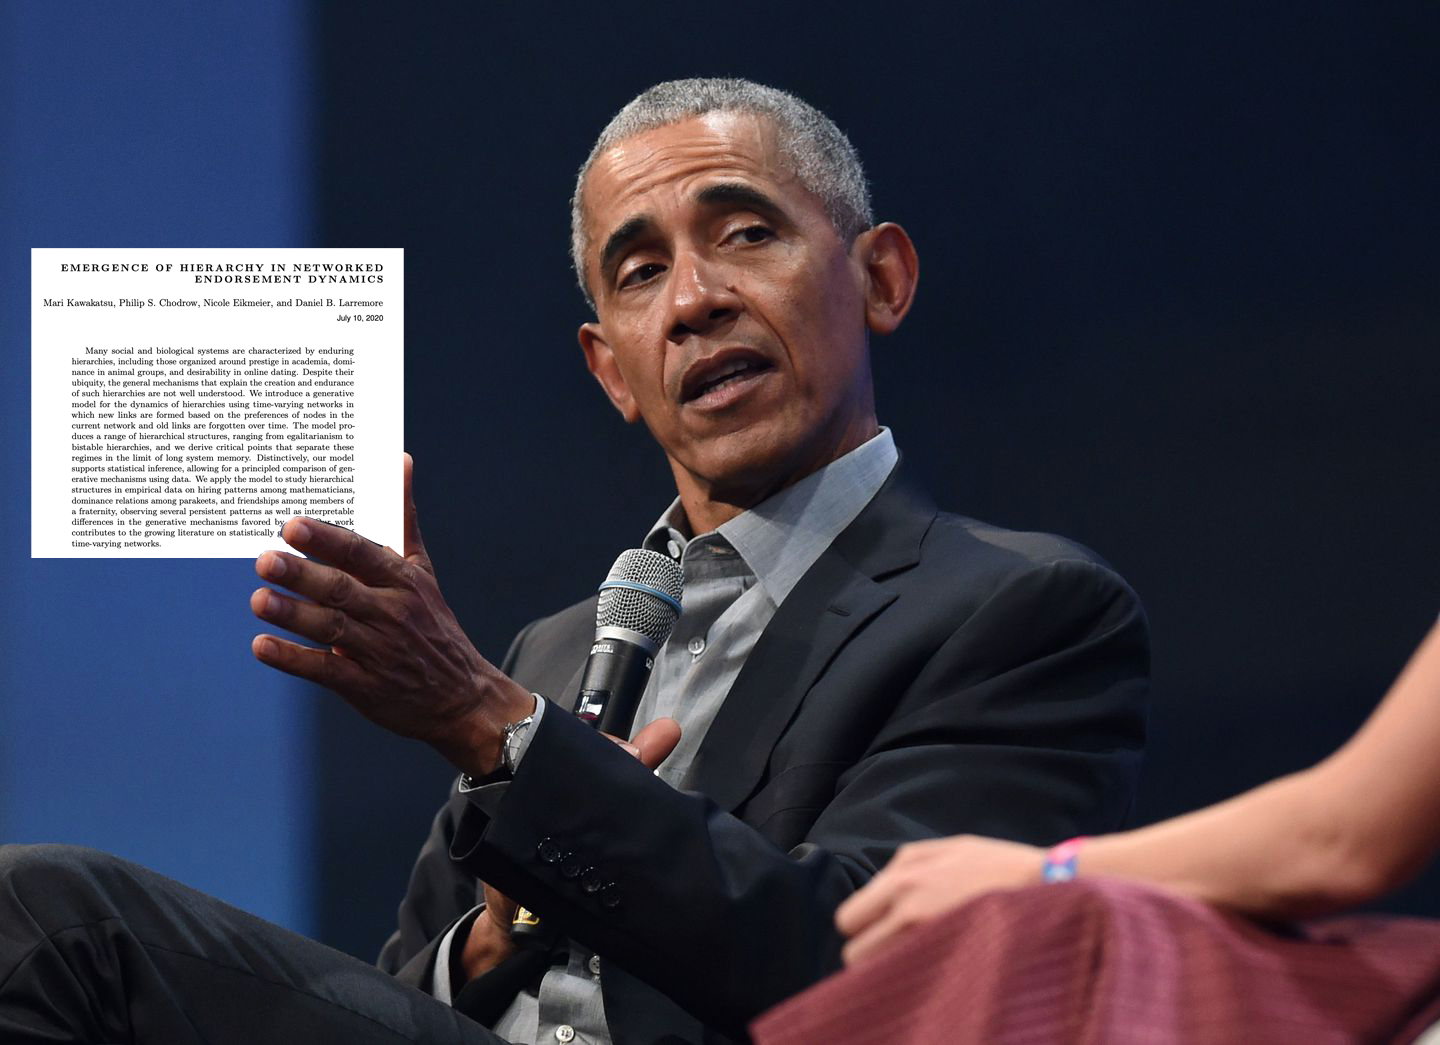 EMERGENCE OF HIERARCHY IN NETWORKED
ENDORSEMENT DYNAMICS
Mari Kawakatsu, Philip S. Chodrow, Nicole Eikmeier, and Daniel B. Larremore
July 10, 2020
Many social and biological systems are characterized by enduring
hierarchies, including those organized around prestige in academia, domi-
nance in animal groups, and desirability in online dating. Despite their
ubiquity, the general mechanisms that explain the creation and endurance
of such hierarchies are not well understood. We introduce a generative
model for the dynamics of hierarchies using time-varying networks in
which new links are formed based on the preferences of nodes in the
current network and old links are forgotten over time. The model pro-
duces a range of hierarchical structures, ranging from egalitarianism to
bistable hierarchies, and we derive critical points that separate these
regimes in the limit of long system memory. Distinctively, our model
supports statistical inference, allowing for a principled comparison of gen-
erative mechanisms using data. We apply the model to study hierarchical
structures in empirical data on hiring patterns among mathematicians,
dominance relations among parakeets, and friendships among members of
a fraternity, observing several persistent patterns as well as interpretable
differences in the generative mechanisms favored by work
contributes to the growing literature on statistically
time-varying networks.